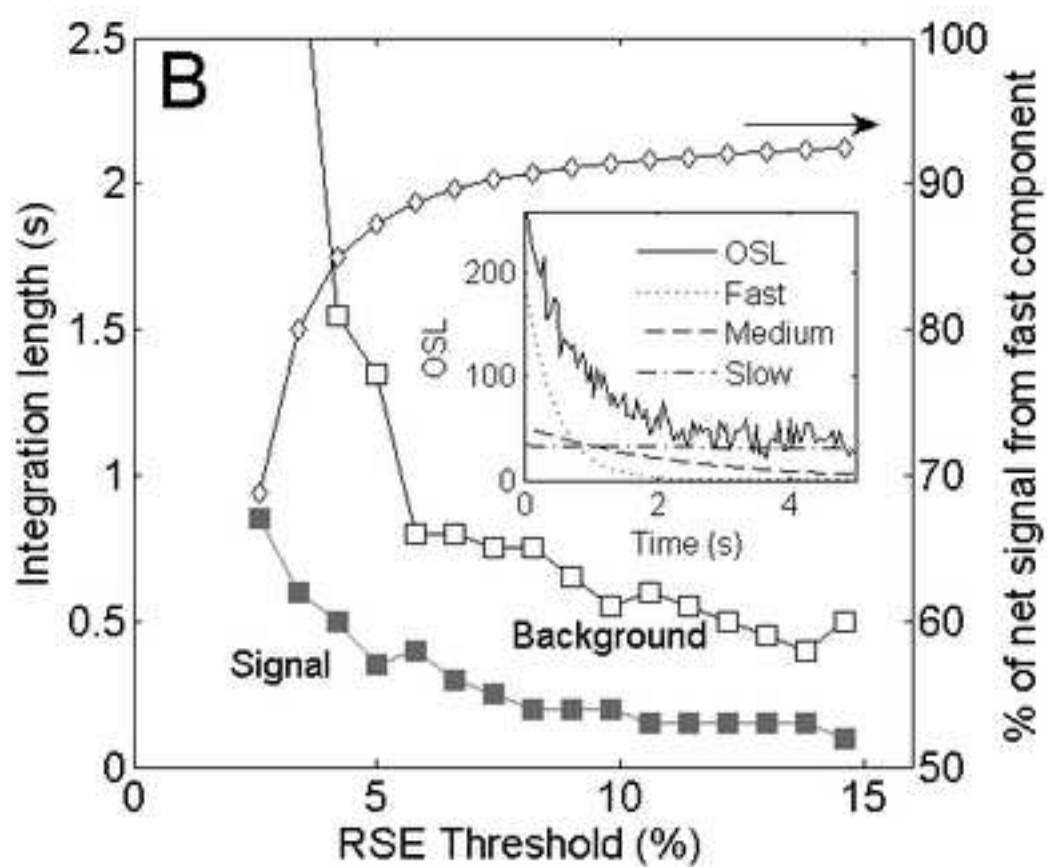 B
2.5
2
1.5
1
0.5
0
Integration length (s)
0
5
10
15
RSE Threshold (%)
100
90
80
70
60
50
% of net signal from fast component
Signal
Background
OSL
200
100
0
0
2
4
Time (s)
OSL
Fast
Medium
Slow